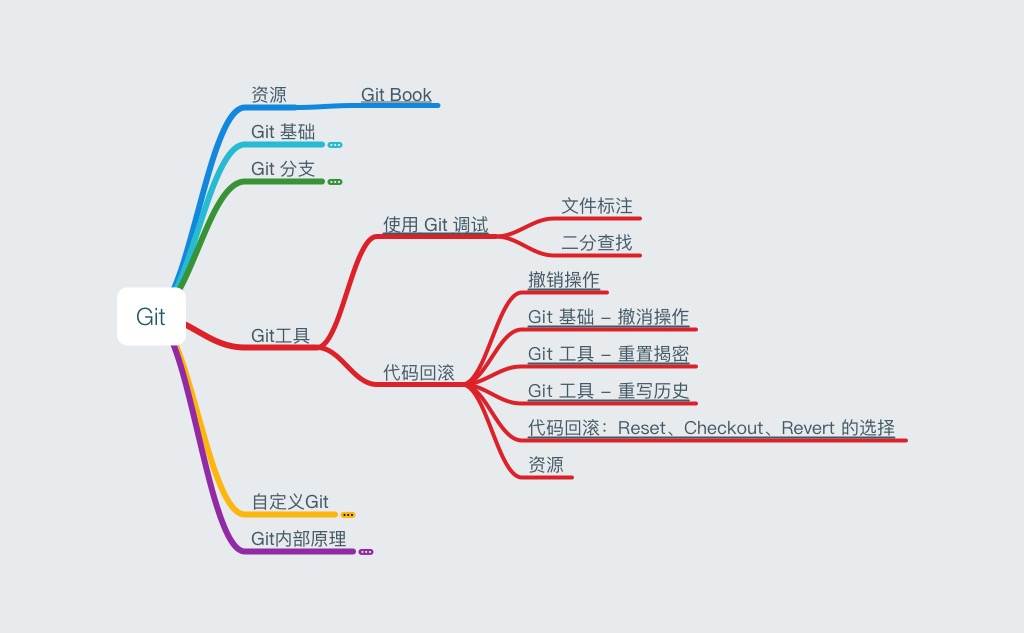 资源
Git Book
Git 基础
Git 分支
使用 Git 调试
文件标注
二分查找
撤销操作
Git 基础 - 撤消操作
Git
Git工具
Git 工具 - 重置揭密
代码回滚
Git 工具 - 重写历史
代码回滚：Reset、Checkout、Revert 的选择
资源
自定义Git
Git内部原理